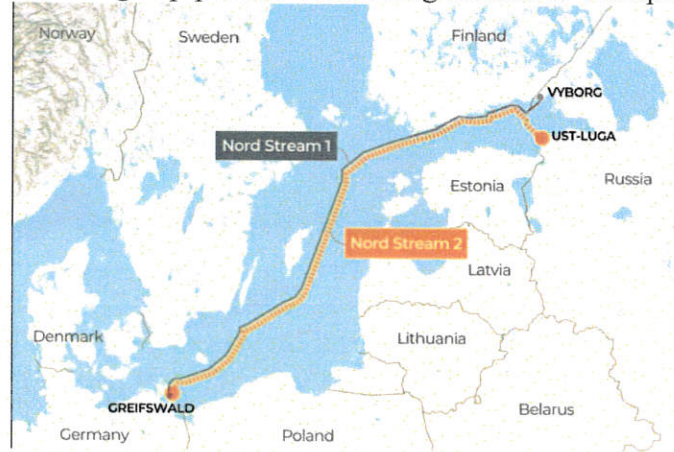 Norway
Sweden
Finland
VYBORG
Nord Stream 1
UST-LUGA
Estonia
Russia
Nord Stream 2
Latvia
Denmark
Lithuania
GREIFSWALD
Belarus
Germany
Poland